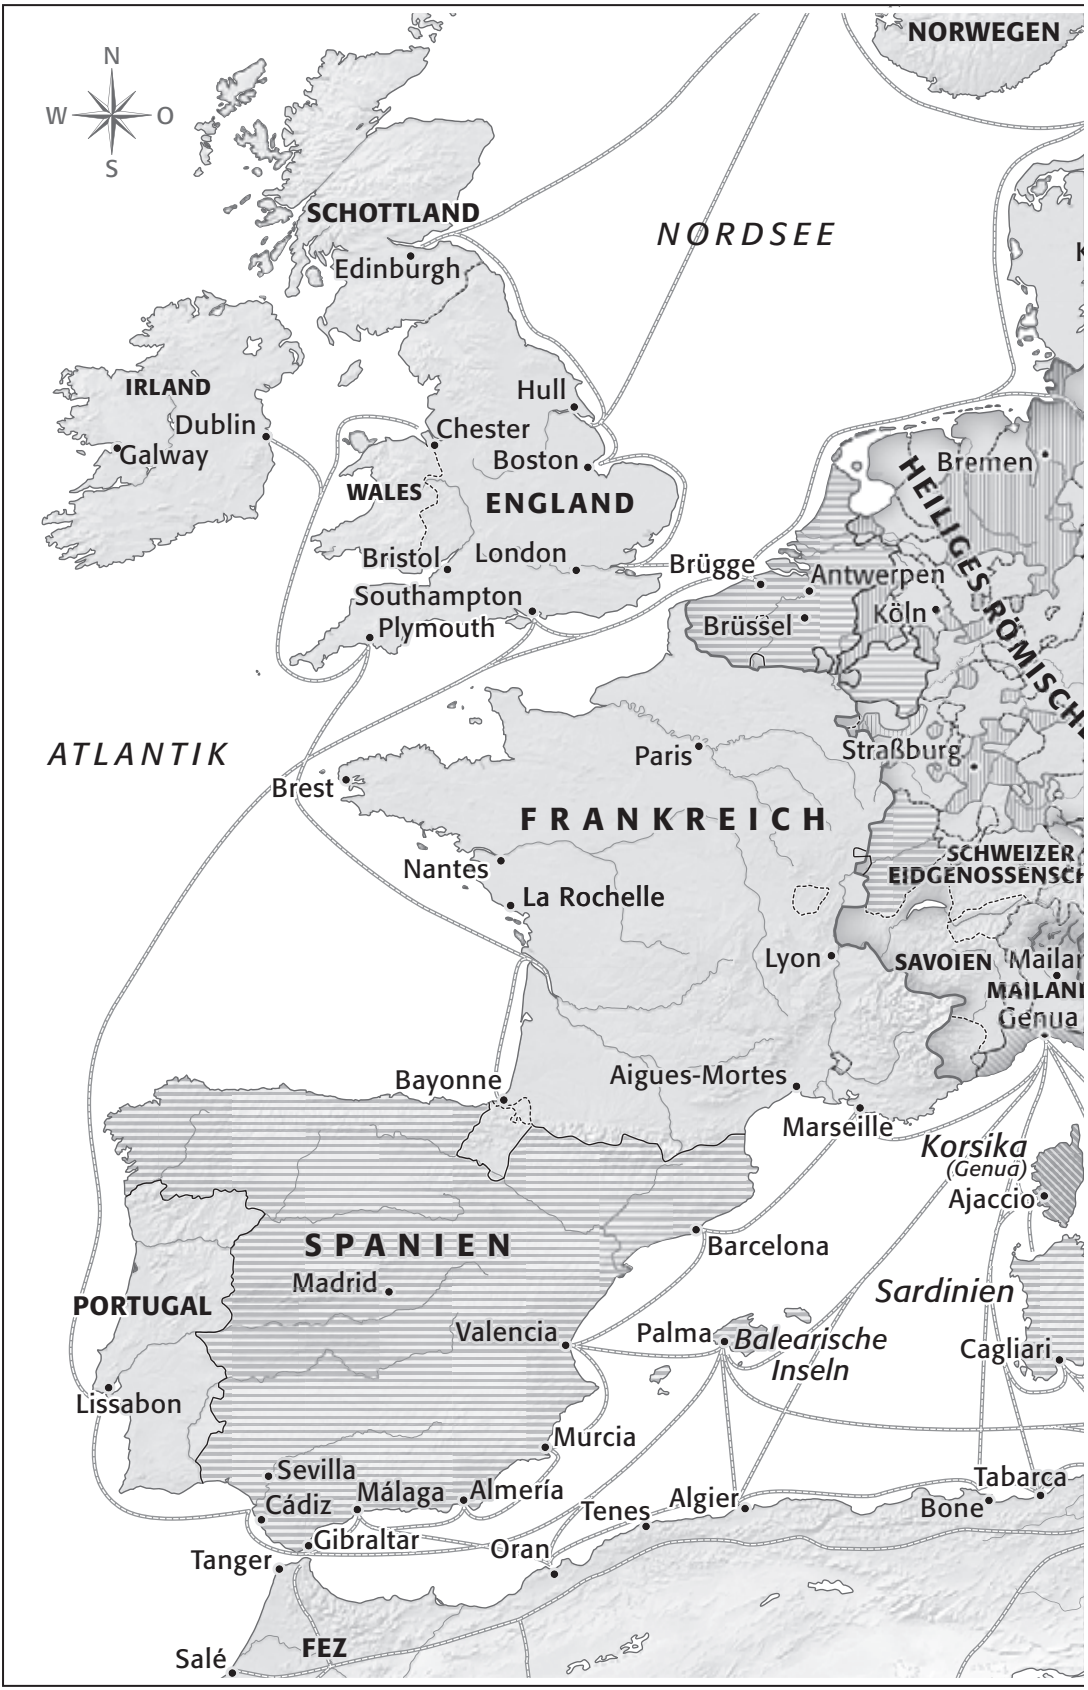 NORWEGEN
N
W
O
S
SCHOTTLAND
NORDSEE
Edinburgh
K
IRLAND
Hull
Dublin
Chester
Galway
Boston
Bremen
WALES
ENGLAND
HEILIGES RÖMISCHE
Bristol
London
Brügge
Antwerpen
Southampton
Köln
Plymouth
Brüssel
ATLANTIK
Paris
Straßburg
Brest
FRANKREICH
SCHWEIZER
EIDGENOSSENSCH
Nantes
La Rochelle
Lyon
SAVOIEN
Mailan
MAILAND
Genua
Bayonne
Aigues-Mortes
Marseille
Korsika
(Genua)
Ajaccio
SPANIEN
Barcelona
Madrid
Sardinien
PORTUGAL
Valencia
Palma
Balearische
Inseln
Cagliari
Lissabon
Murcia
Sevilla
Tabarca
Málaga
Almería
Algier
Bone
Cádiz
Tenes
Gibraltar
Oran
Tanger
FEZ
Salé